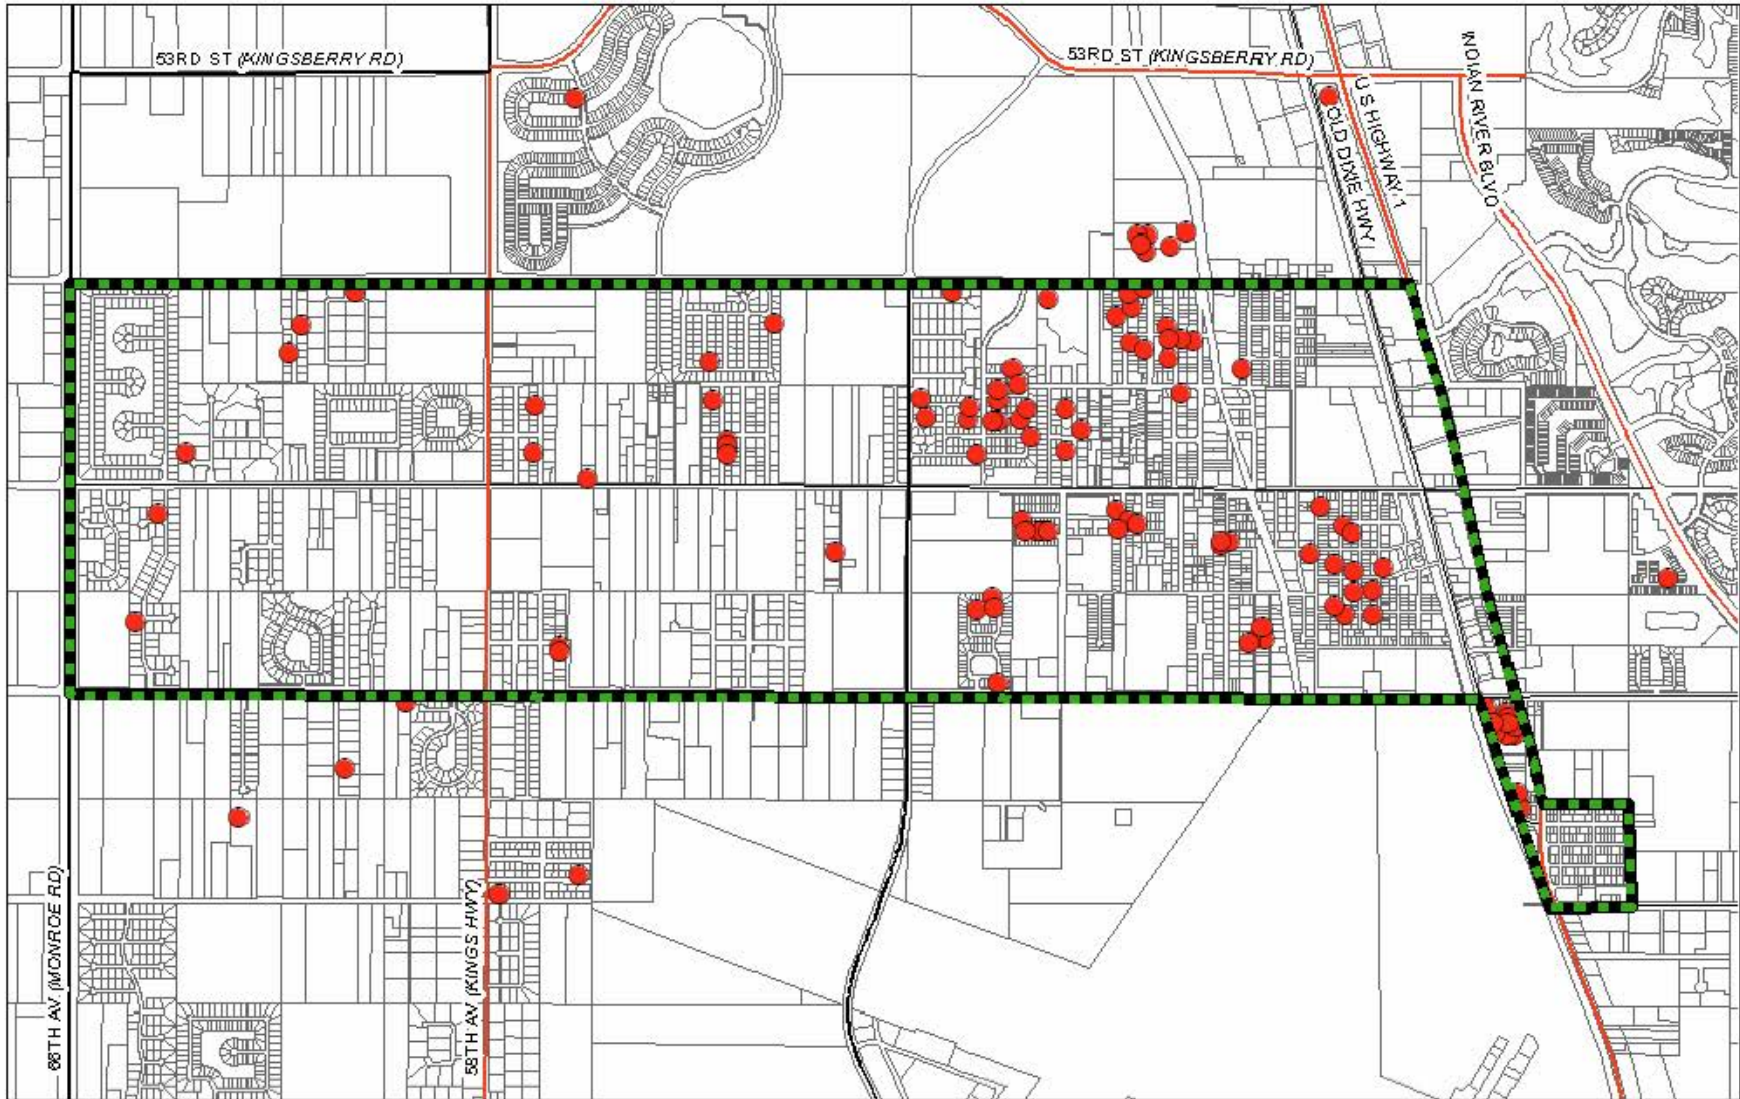 53RD ST (KINGSBERRY RD)
53RD ST (KINGSBERRY RD)
INDIAN RIVER BLVD
US HIGHWAY 1
OLD DIXIE HWY
66TH AV (MONROE RD)
58TH AV (KINGS HWY)